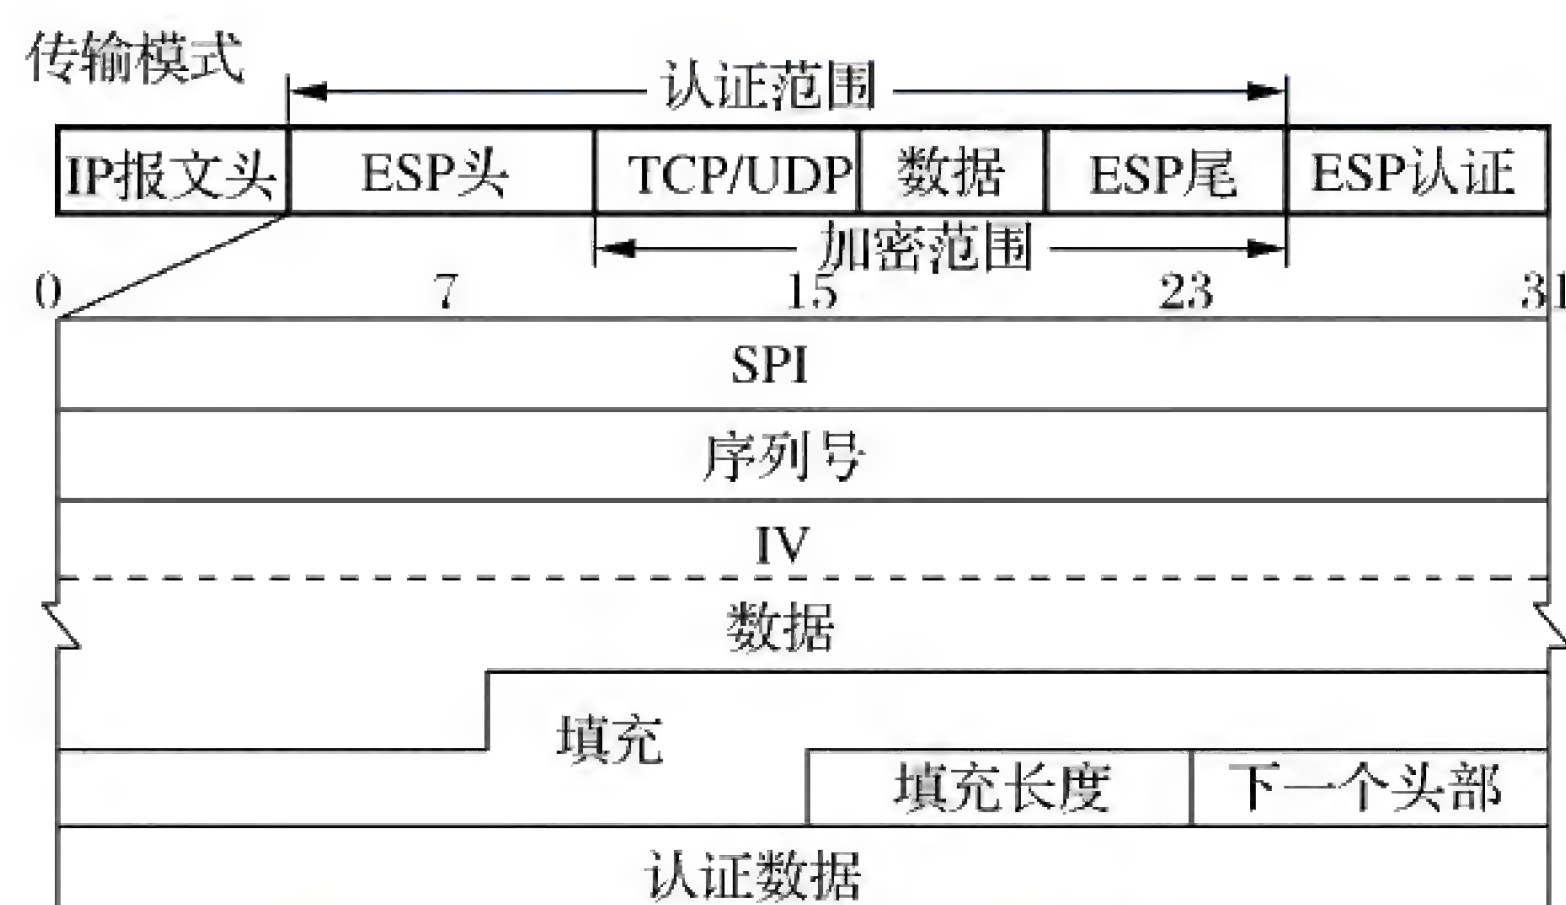 传输模式
认证范围
IP报文头 ESP头 TCP/UDP 数据 ESP尾 ESP认证
加密范围
0 7 15 23 31
SPI
序列号
IV
数据
填充
填充长度 下一个头部
认证数据